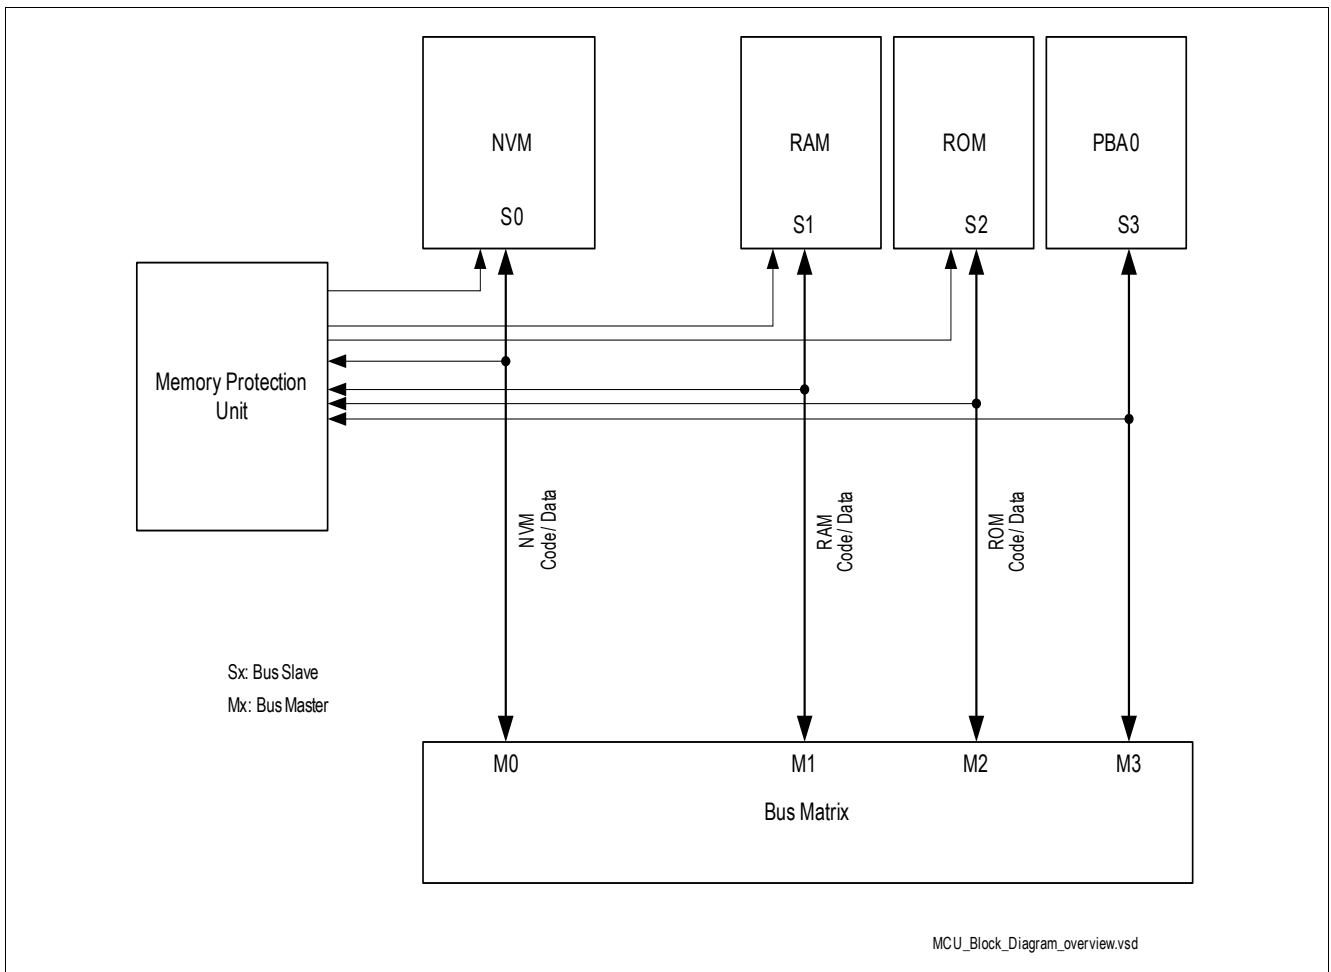 NVM
RAM
ROM
PBA0
S0
S1
S2
S3
Memory Protection
Unit
NVM
Code/ Data
RAM
Code/ Data
ROM
Code/ Data
Sx: Bus Slave
Mx: Bus Master
M0
M1
M2
M3
Bus Matrix
MCU_Block_Diagram_overview.vsd